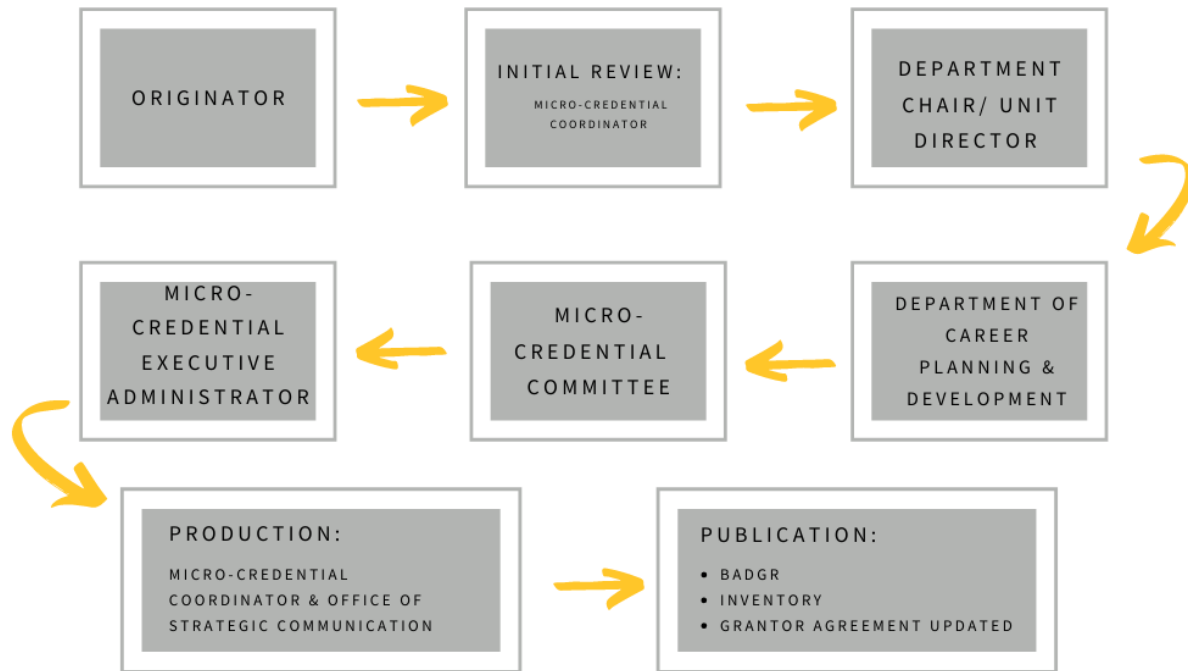 ORIGINATOR
INITIAL REVIEW:
MICRO-CREDENTIAL
COORDINATOR
DEPARTMENT
CHAIR/ UNIT
DIRECTOR
DEPARTMENT OF
CAREER
PLANNING &
DEVELOPMENT
MICRO-
CREDENTIAL
COMMITTEE
MICRO-
CREDENTIAL
EXECUTIVE
ADMINISTRATOR
PRODUCTION:
MICRO-CREDENTIAL
COORDINATOR & OFFICE OF
STRATEGIC COMMUNICATION
PUBLICATION:
• BADGR
• INVENTORY
• GRANTOR AGREEMENT UPDATED